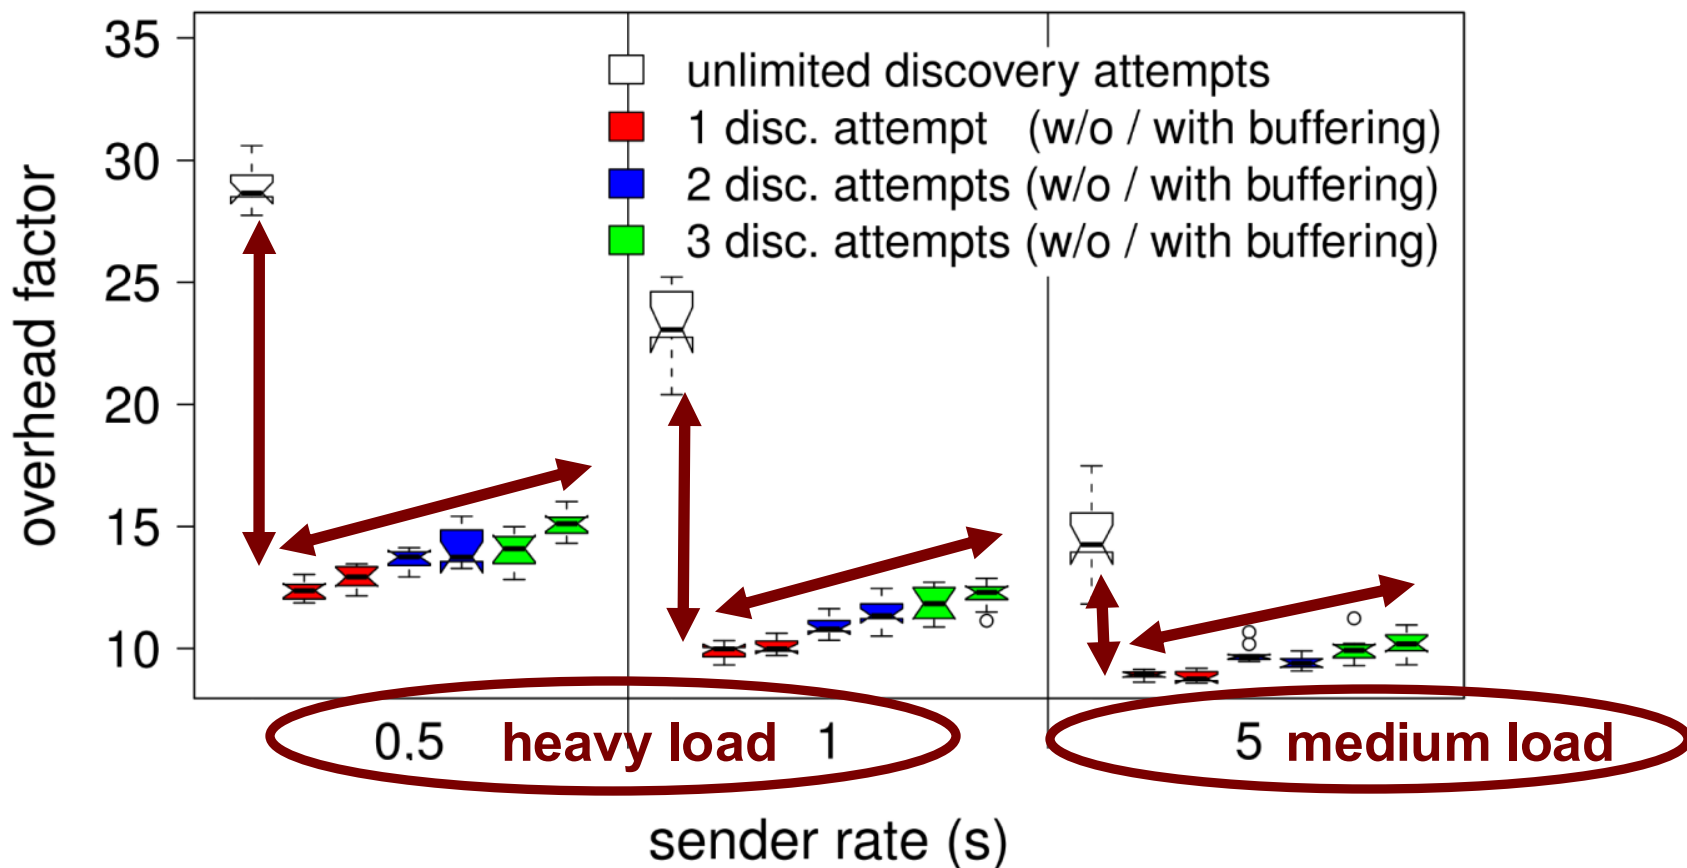 35
30
25
20
15
10
overhead factor
unlimited discovery attempts
1 disc. attempt (w/o / with buffering)
2 disc. attempts (w/o / with buffering)
3 disc. attempts (w/o / with buffering)
0.5 heavy load 1
5 medium load
sender rate (s)